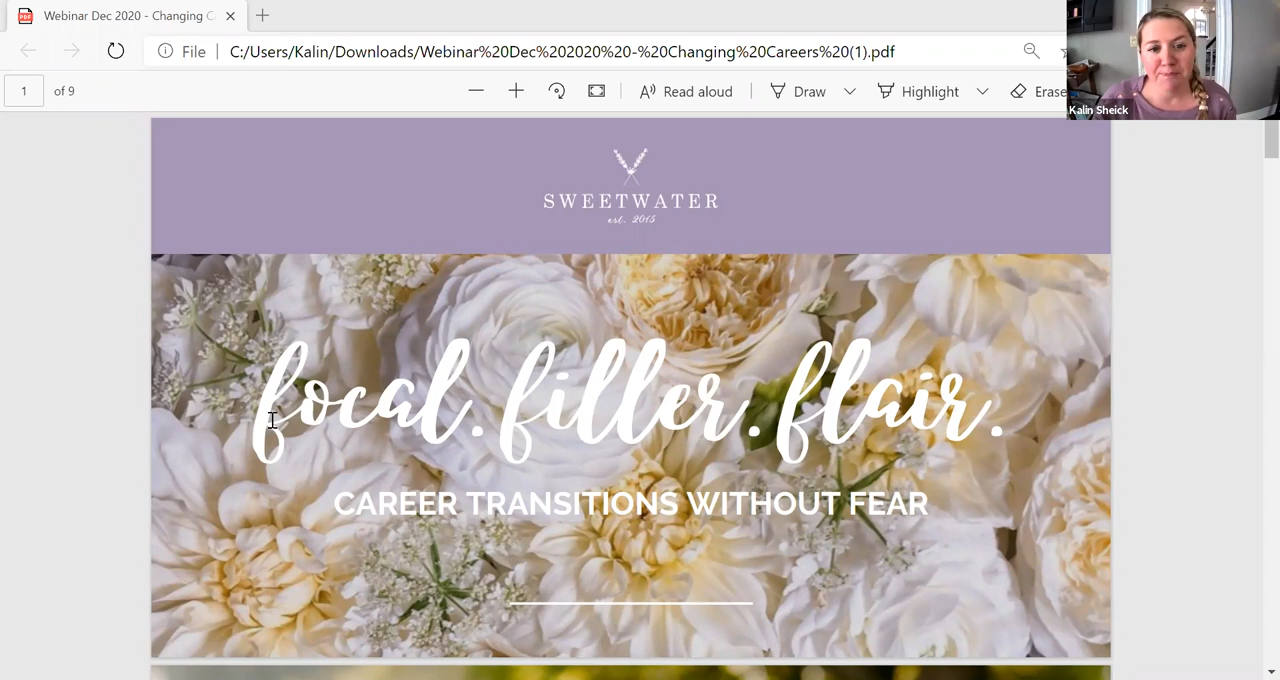 Webinar Dec 2020 - Changing C
File
C:/Users/Kalin/Downloads/Webinar%20Dec%202020%20-%20Changing%20Careers%20(1).pdf
1 of 9
Read aloud
Draw
Highlight
Erase
Kalin Sheick
SWEETWATER
est. 2015
focal.filler.flair.
CAREER TRANSITIONS WITHOUT FEAR